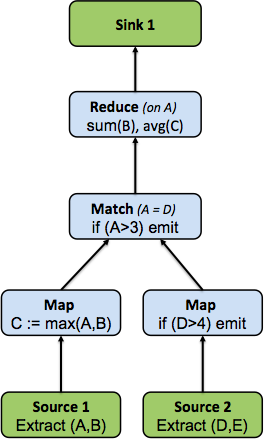 Sink 1
Reduce (on A)
sum(B), avg(C)
Match (A = D)
if (A>3) emit
Map
C := max(A,B)
Map
if (D>4) emit
Source 1
Extract (A,B)
Source 2
Extract (D,E)